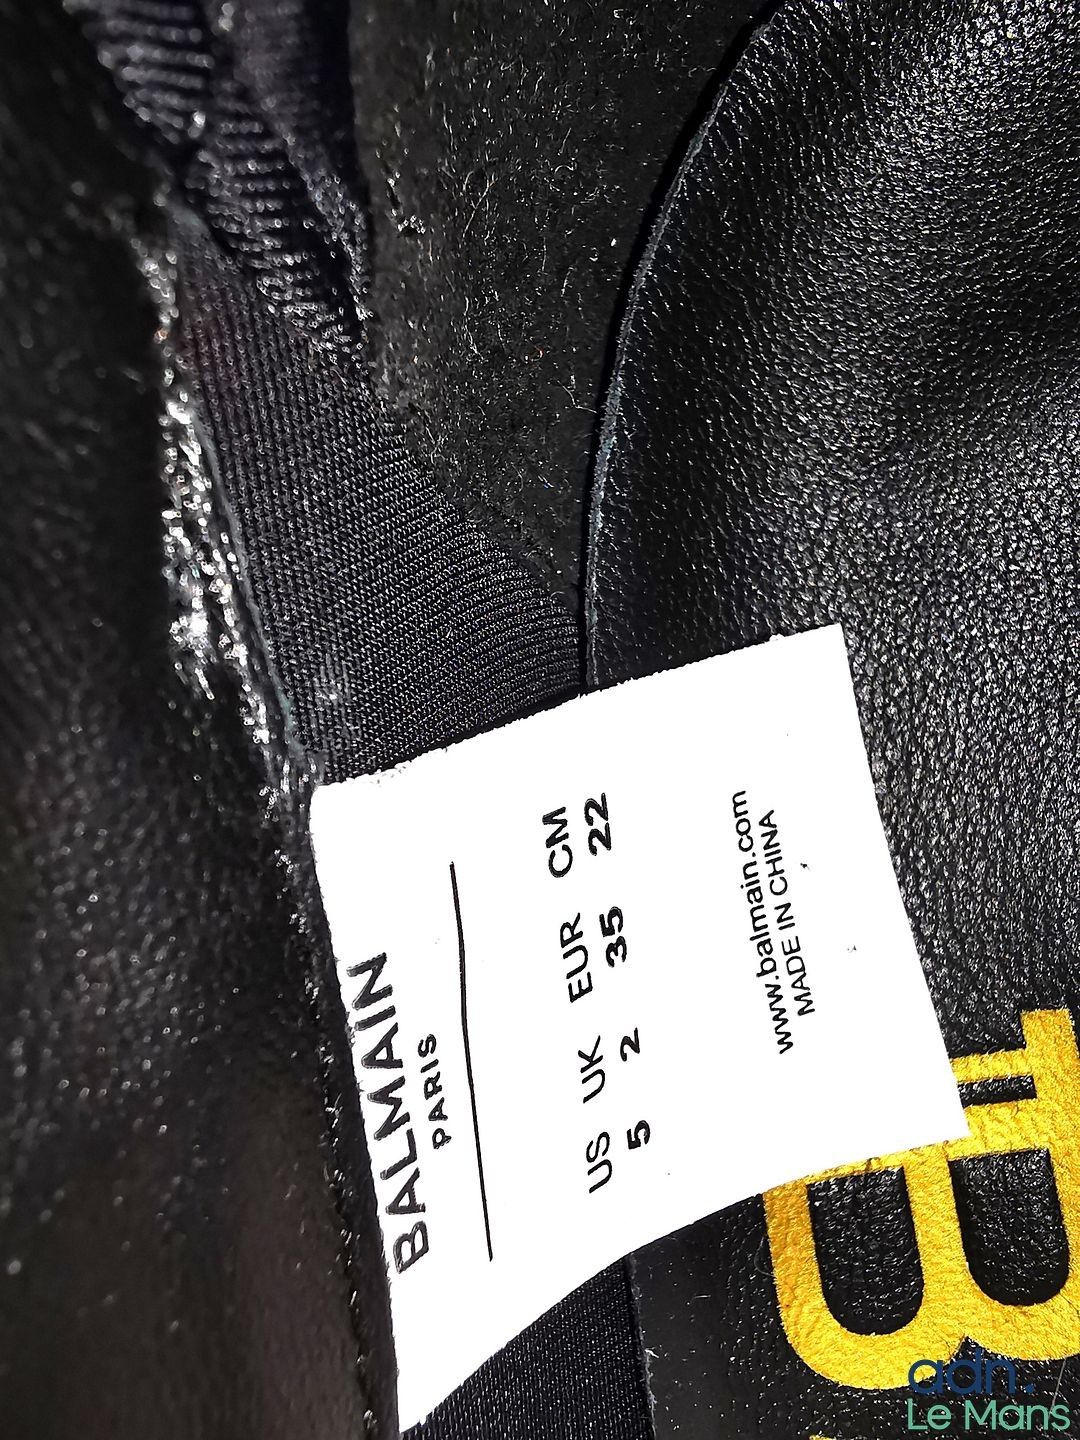 BALMAIN
PARIS
US UK EUR CM
5 2 35 22
www.balmain.com
MADE IN CHINA
B
adn.
Le Mans